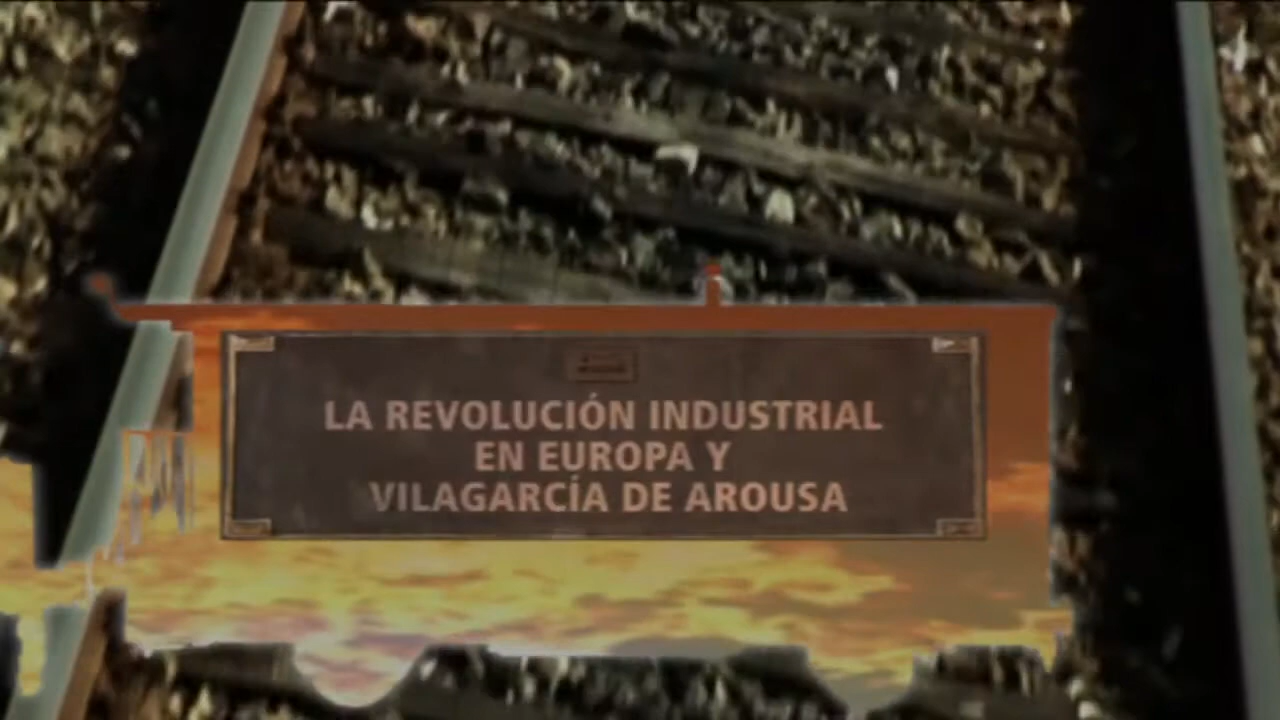 LA REVOLUCIÓN INDUSTRIAL
EN EUROPA Y
VILAGARCÍA DE AROUSA